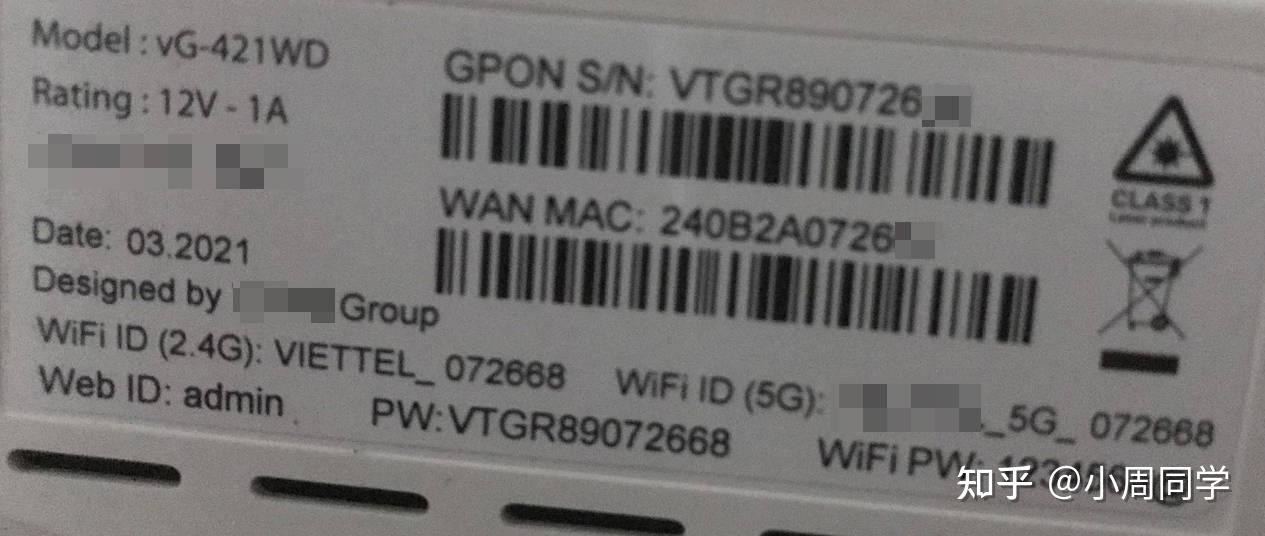 Model : vG-421WD
Rating : 12V - 1A
Date: 03.2021
Designed by Group
WiFi ID (2.4G): VIETTEL_ 072668
Web ID: admin
PW:VTGR89072668
GPON S/N: VTGR890726
WAN MAC: 240B2A0726
WiFi ID (5G): _5G_ 072668
WiFi PW:
CLASS 1
Laser product
知乎 @小周同学